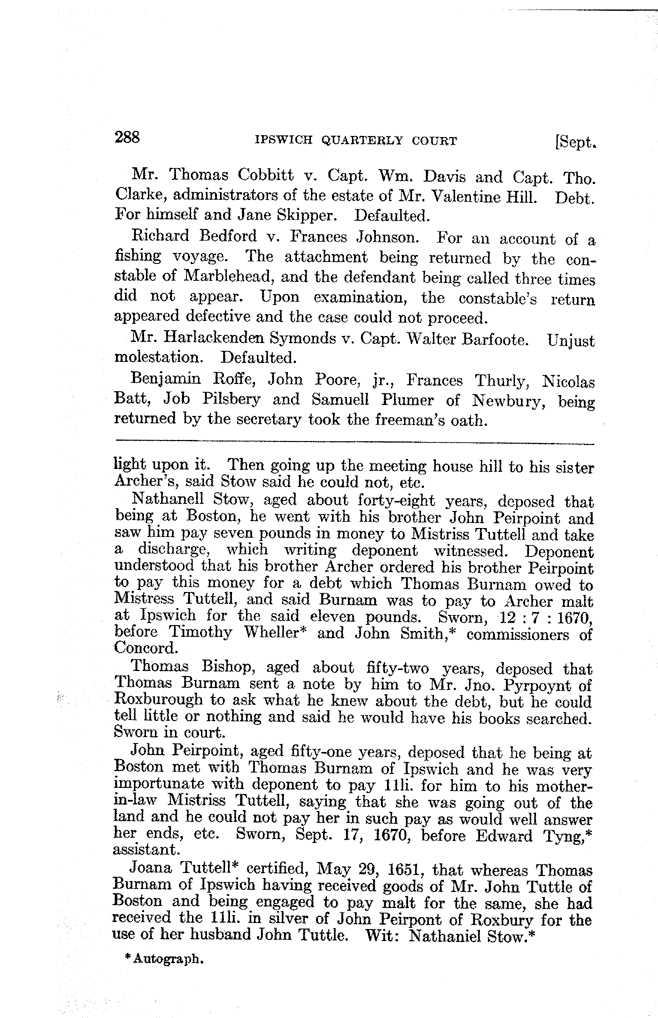 288 IPSWICH QUARTERLY COURT [Sept.
Mr. Thomas Cobbitt v. Capt. Wm. Davis and Capt. Tho.
Clarke, administrators of the estate of Mr. Valentine Hill. Debt.
For himself and Jane Skipper. Defaulted.
Richard Bedford v. Frances Johnson. For an account of a
fishing voyage. The attachment being returned by the con-
stable of Marblehead, and the defendant being called three times
did not appear. Upon examination, the constable's return
appeared defective and the case could not proceed.
Mr. Harlackenden Symonds v. Capt. Walter Barfoote. Unjust
molestation. Defaulted.
Benjamin Roffe, John Poore, jr., Frances Thurly, Nicolas
Batt, Job Pilsbery and Samuell Plumer of Newbury, being
returned by the secretary took the freeman's oath.
light upon it. Then going up the meeting house hill to his sister
Archer's, said Stow said he could not, etc.
Nathanell Stow, aged about forty-eight years, deposed that
being at Boston, he went with his brother John Peirpoint and
saw him pay seven pounds in money to Mistriss Tuttell and take
a discharge, which writing deponent witnessed. Deponent
understood that his brother Archer ordered his brother Peirpoint
to pay this money for a debt which Thomas Burnam owed to
Mistress Tuttell, and said Burnam was to pay to Archer malt
at Ipswich for the said eleven pounds. Sworn, 12 : 7 : 1670,
before Timothy Wheller* and John Smith,* commissioners of
Concord.
Thomas Bishop, aged about fifty-two years, deposed that
Thomas Burnam sent a note by him to Mr. Jno. Pyrpoynt of
Roxburough to ask what he knew about the debt, but he could
tell little or nothing and said he would have his books searched.
Sworn in court.
John Peirpoint, aged fifty-one years, deposed that he being at
Boston met with Thomas Burnam of Ipswich and he was very
importunate with deponent to pay 11li. for him to his mother-
in-law Mistriss Tuttell, saying that she was going out of the
land and he could not pay her in such pay as would well answer
her ends, etc. Sworn, Sept. 17, 1670, before Edward Tyng,*
assistant.
Joana Tuttell* certified, May 29, 1651, that whereas Thomas
Burnam of Ipswich having received goods of Mr. John Tuttle of
Boston and being engaged to pay malt for the same, she had
received the 11li. in silver of John Peirpont of Roxbury for the
use of her husband John Tuttle. Wit: Nathaniel Stow.*
*Autograph.